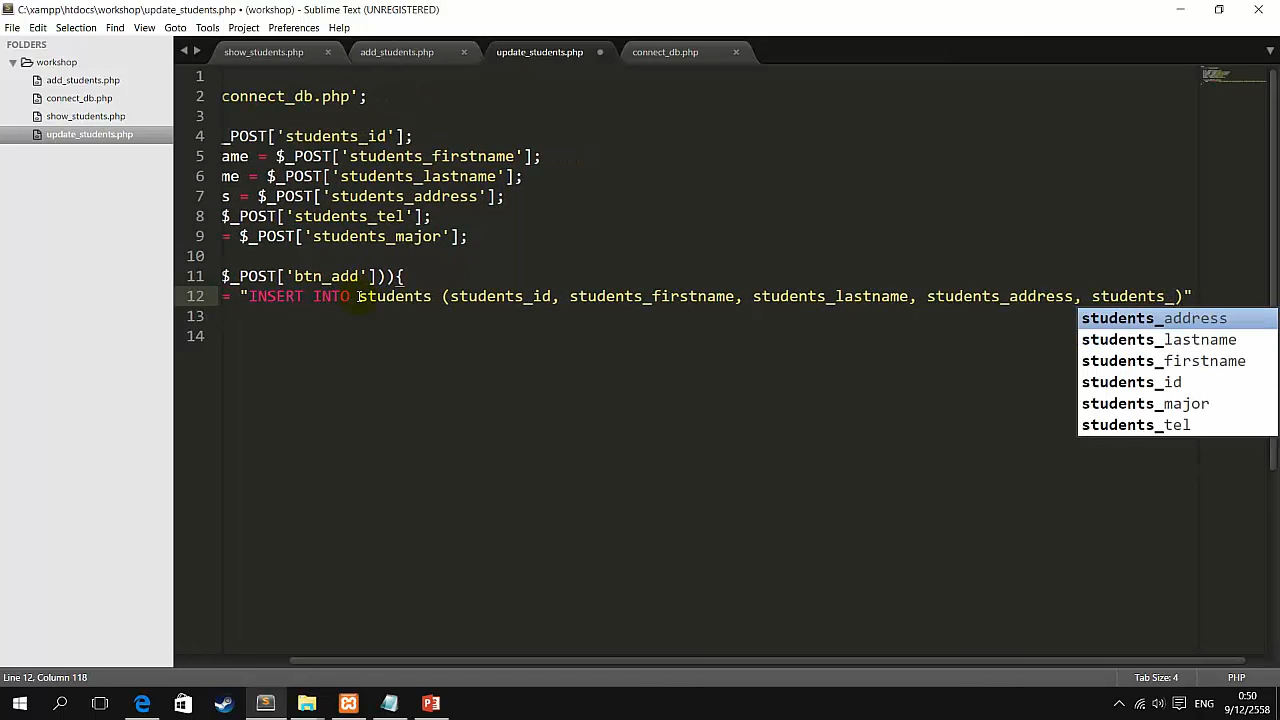 C:\xampp\htdocs\workshop\update_students.php • (workshop) - Sublime Text (UNREGISTERED)
File Edit Selection Find View Goto Tools Project Preferences Help
FOLDERS
workshop
add_students.php
connect_db.php
show_students.php
update_students.php
show_students.php × add_students.php × update_students.php connect_db.php ×
1
2 connect_db.php';
3
4 _POST['students_id'];
5 ame = $_POST['students_firstname'];
6 me = $_POST['students_lastname'];
7 s = $_POST['students_address'];
8 $_POST['students_tel'];
9 = $_POST['students_major'];
10
11 $_POST['btn_add'])){
12 = "INSERT INTO students (students_id, students_firstname, students_lastname, students_address, students_)"
13
14
students_address
students_lastname
students_firstname
students_id
students_major
students_tel
Line 12, Column 118 Tab Size: 4 PHP
ENG
0:50
9/12/2558